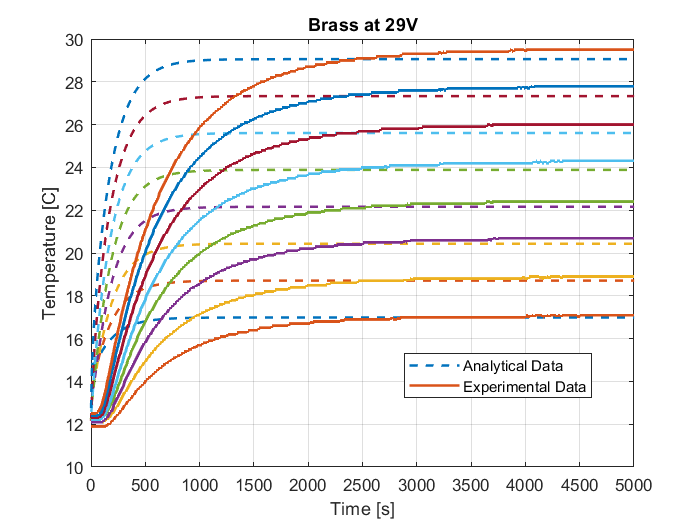 Brass at 29V
Temperature [C]
30
28
26
24
22
20
18
16
14
12
10
Analytical Data
Experimental Data
0 500 1000 1500 2000 2500 3000 3500 4000 4500 5000
Time [s]